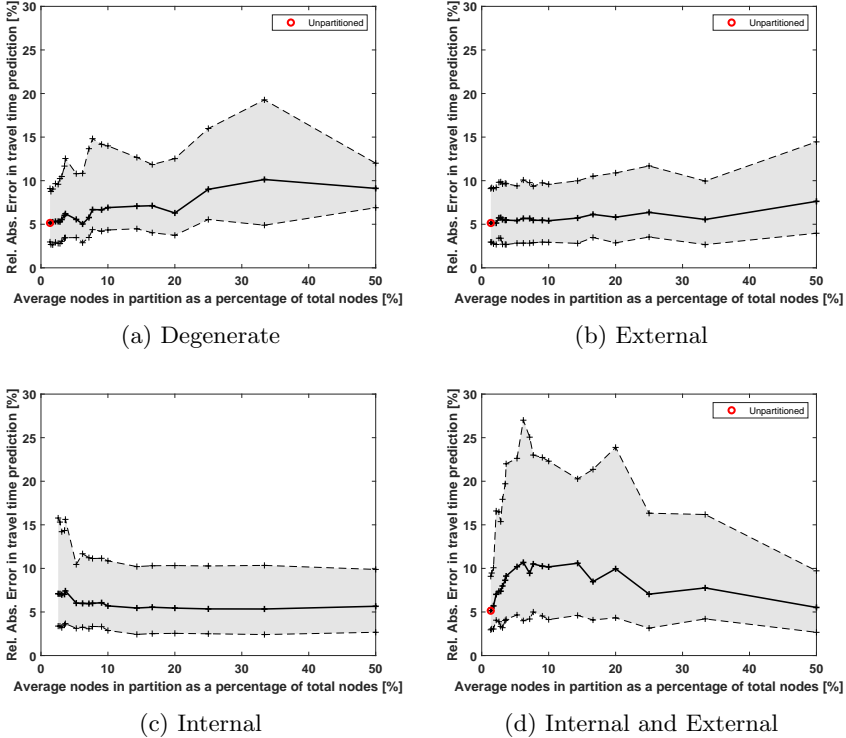 30
25
20
15
10
5
0
Rel. Abs. Error in travel time prediction [%]
Unpartitioned
0 10 20 30 40 50
Average nodes in partition as a percentage of total nodes [%]
(a) Degenerate
30
25
20
15
10
5
0
Rel. Abs. Error in travel time prediction [%]
Unpartitioned
0 10 20 30 40 50
Average nodes in partition as a percentage of total nodes [%]
(b) External
30
25
20
15
10
5
0
Rel. Abs. Error in travel time prediction [%]
0 10 20 30 40 50
Average nodes in partition as a percentage of total nodes [%]
(c) Internal
30
25
20
15
10
5
0
Rel. Abs. Error in travel time prediction [%]
Unpartitioned
0 10 20 30 40 50
Average nodes in partition as a percentage of total nodes [%]
(d) Internal and External